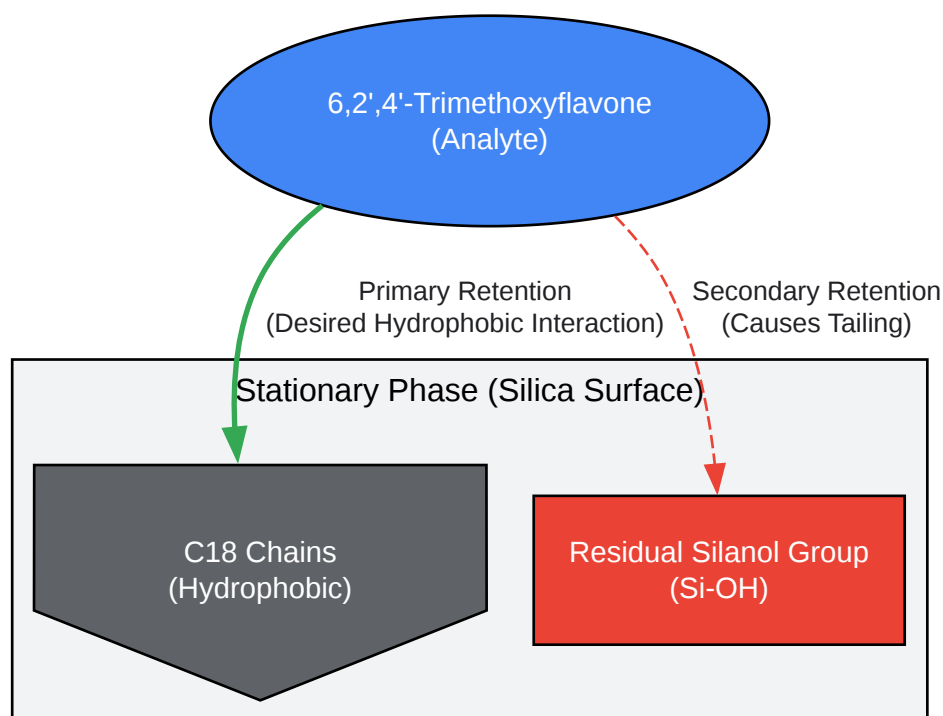 6,2',4'-Trimethoxyflavone
(Analyte)
Primary Retention
(Desired Hydrophobic Interaction)
Secondary Retention
(Causes Tailing)
Stationary Phase (Silica Surface)
C18 Chains
(Hydrophobic)
Residual Silanol Group
(Si-OH)